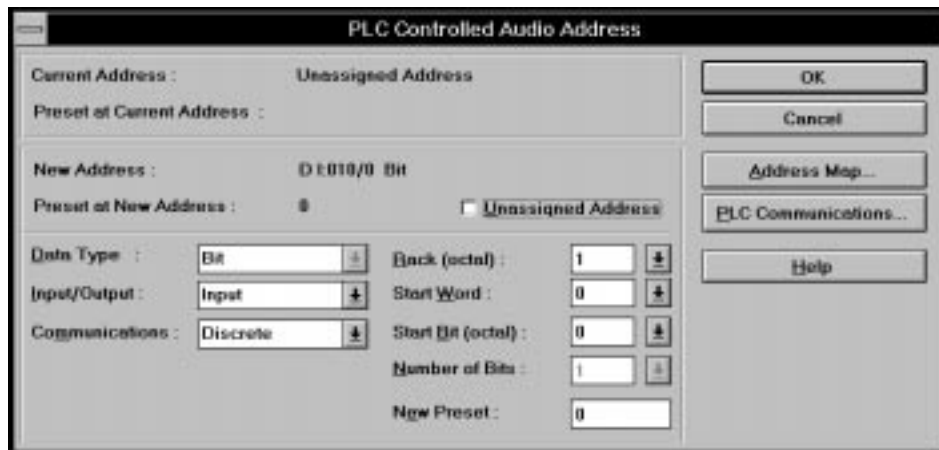 PLC Controlled Audio Address
Current Address : Unassigned Address
Preset at Current Address :
New Address : D I:010/0 Bit
Preset at New Address : 0 Unassigned Address
Data Type : Bit
Input/Output : Input
Communications : Discrete
Rack (octal) : 1
Start Word : 0
Start Bit (octal) : 0
Number of Bits : 1
New Preset : 0
OK
Cancel
Address Map...
PLC Communications...
Help